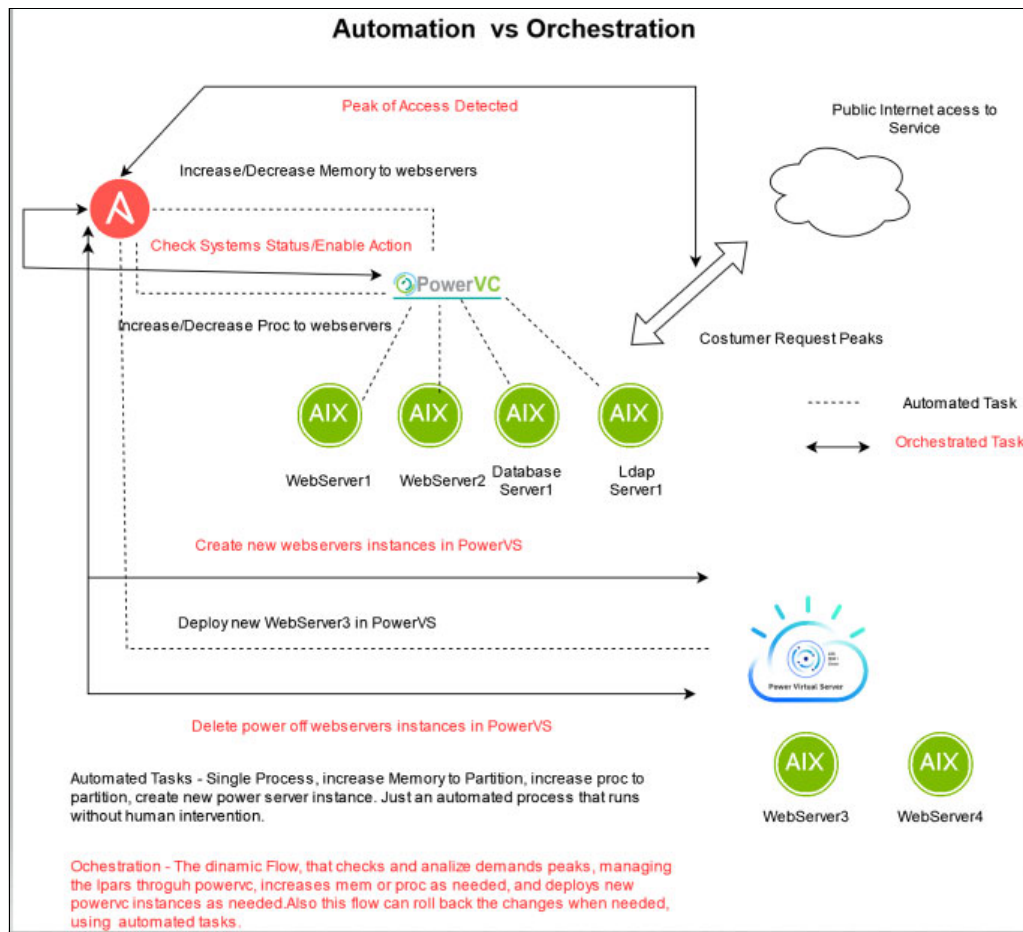 Automation vs Orchestration
Peak of Access Detected
Public Internet acess to
Service
Increase/Decrease Memory to webservers
Check Systems Status/Enable Action
PowerVC
Increase/Decrease Proc to webservers
Costumer Request Peaks
AIX
AIX
AIX
AIX
WebServer1
WebServer2
Database
Server1
Ldap
Server1
Automated Task
Orchestrated Task
Create new webservers instances in PowerVS
Deploy new WebServer3 in PowerVS
Power Virtual Server
Delete power off webservers instances in PowerVS
AIX
AIX
WebServer3
WebServer4
Automated Tasks - Single Process, increase Memory to Partition, increase proc to
partition, create new power server instance. Just an automated process that runs
without human intervention.
Ochestration - The dinamic Flow, that checks and analize demands peaks, managing
the lpars throguh powervc, increases mem or proc as needed, and deploys new
powervc instances as needed.Also this flow can roll back the changes when needed,
using automated tasks.